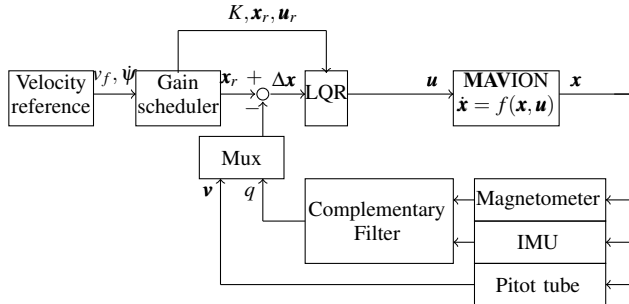 K, x_r, u_r
Velocity
reference
v_f, ψ̇
Gain
scheduler
x_r
+
−
Δx
LQR
u
MAVION
ẋ = f(x, u)
x
Mux
v
q
Complementary
Filter
Magnetometer
IMU
Pitot tube